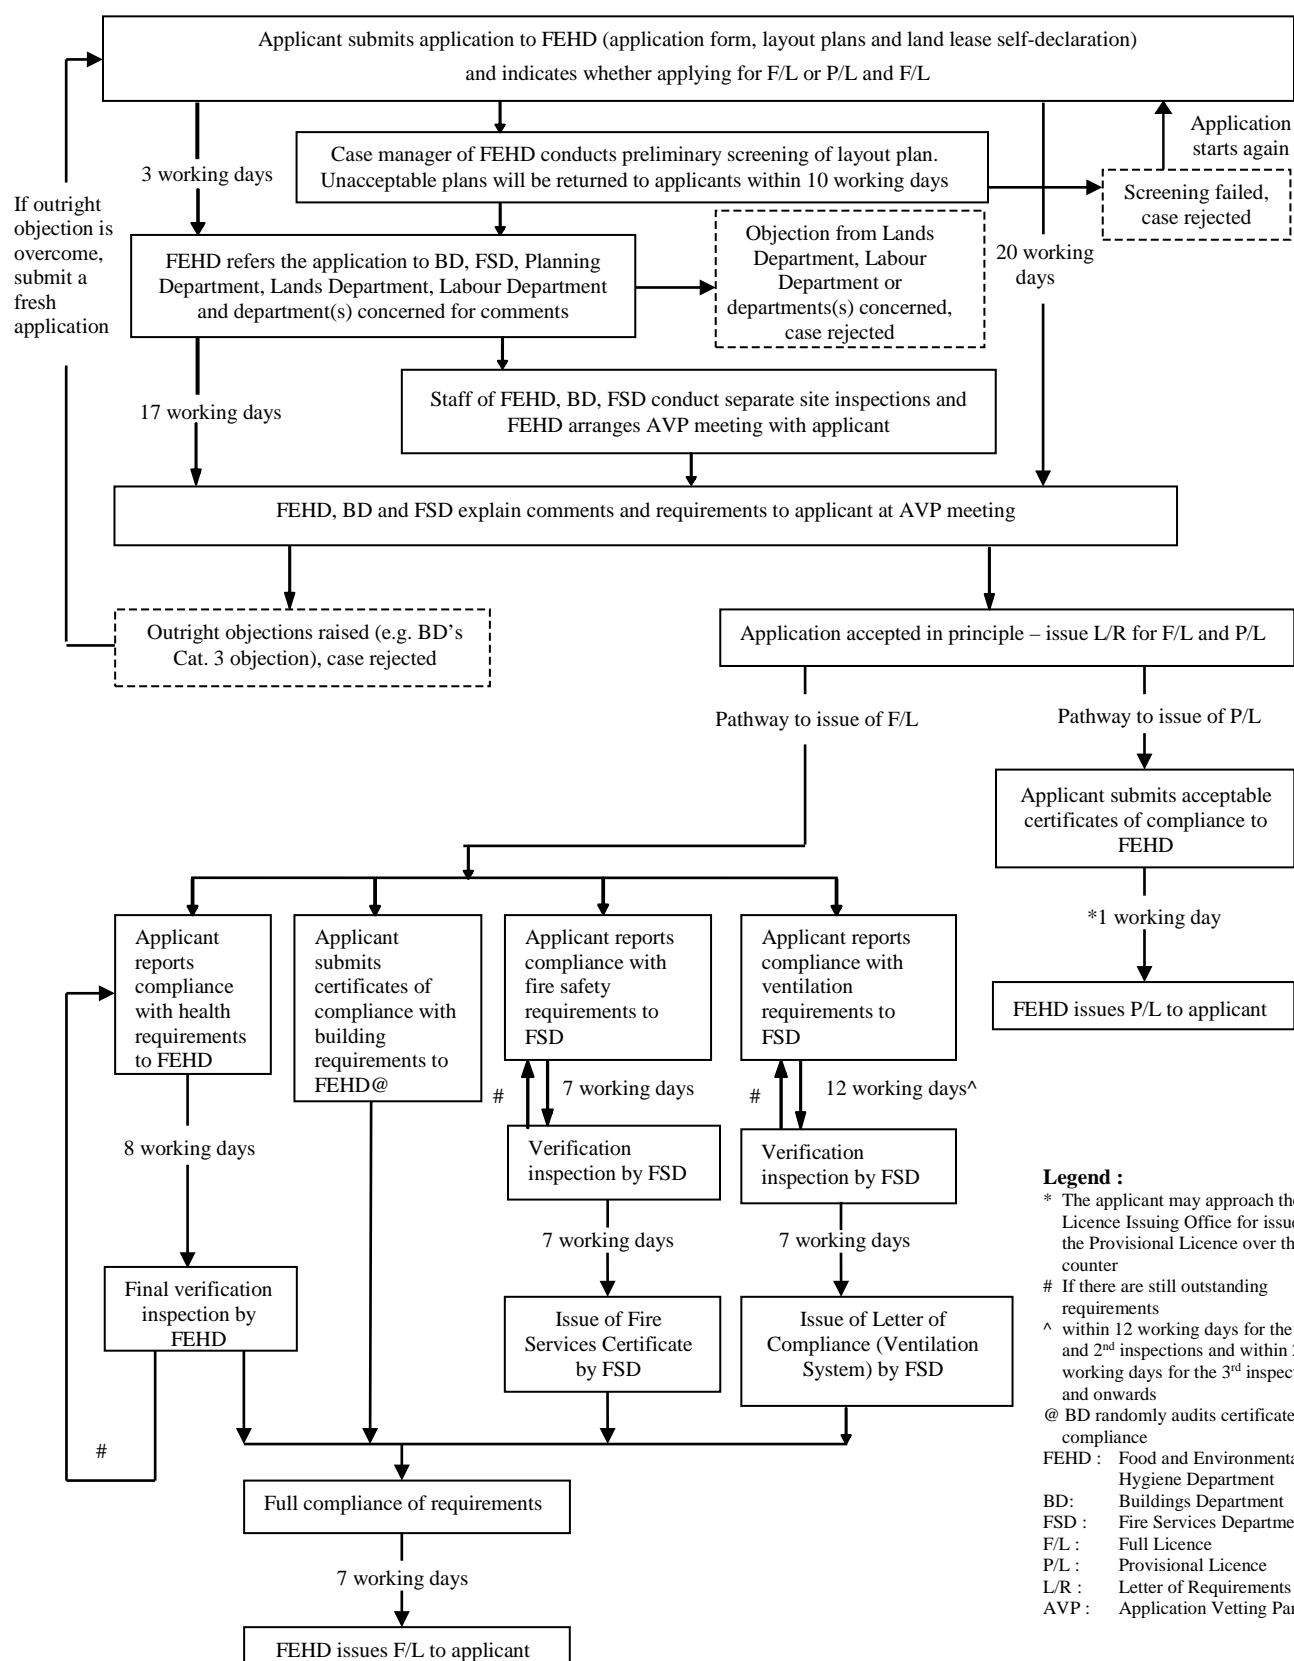 Applicant submits application to FEHD (application form, layout plans and land lease self-declaration)
and indicates whether applying for F/L or P/L and F/L
Application
starts again
3 working days
Case manager of FEHD conducts preliminary screening of layout plan.
Unacceptable plans will be returned to applicants within 10 working days
Screening failed,
case rejected
If outright
objection is
overcome,
submit a
fresh
application
FEHD refers the application to BD, FSD, Planning
Department, Lands Department, Labour Department
and department(s) concerned for comments
Objection from Lands
Department, Labour
Department or
departments(s) concerned,
case rejected
20 working
days
17 working days
Staff of FEHD, BD, FSD conduct separate site inspections and
FEHD arranges AVP meeting with applicant
FEHD, BD and FSD explain comments and requirements to applicant at AVP meeting
Outright objections raised (e.g. BD’s
Cat. 3 objection), case rejected
Application accepted in principle – issue L/R for F/L and P/L
Pathway to issue of F/L
Pathway to issue of P/L
Applicant submits acceptable
certificates of compliance to
FEHD
*1 working day
FEHD issues P/L to applicant
Applicant
reports
compliance
with health
requirements
to FEHD
Applicant
submits
certificates of
compliance with
building
requirements to
FEHD@
Applicant reports
compliance with
fire safety
requirements to
FSD
Applicant reports
compliance with
ventilation
requirements to
FSD
#
7 working days
#
12 working days^
8 working days
Verification
inspection by FSD
Verification
inspection by FSD
7 working days
7 working days
Final verification
inspection by
FEHD
Issue of Fire
Services Certificate
by FSD
Issue of Letter of
Compliance (Ventilation
System) by FSD
#
Full compliance of requirements
7 working days
FEHD issues F/L to applicant
Legend :
* The applicant may approach the
Licence Issuing Office for issue
the Provisional Licence over the
counter
# If there are still outstanding
requirements
^ within 12 working days for the
and 2nd inspections and within
working days for the 3rd
and onwards
@ BD randomly audits
compliance
FEHD : Food and
Hygiene Department
BD: Buildings Department
FSD : Fire Services
F/L : Full Licence
P/L : Provisional Licence
L/R : Letter of Requirements
AVP : Application Vetting